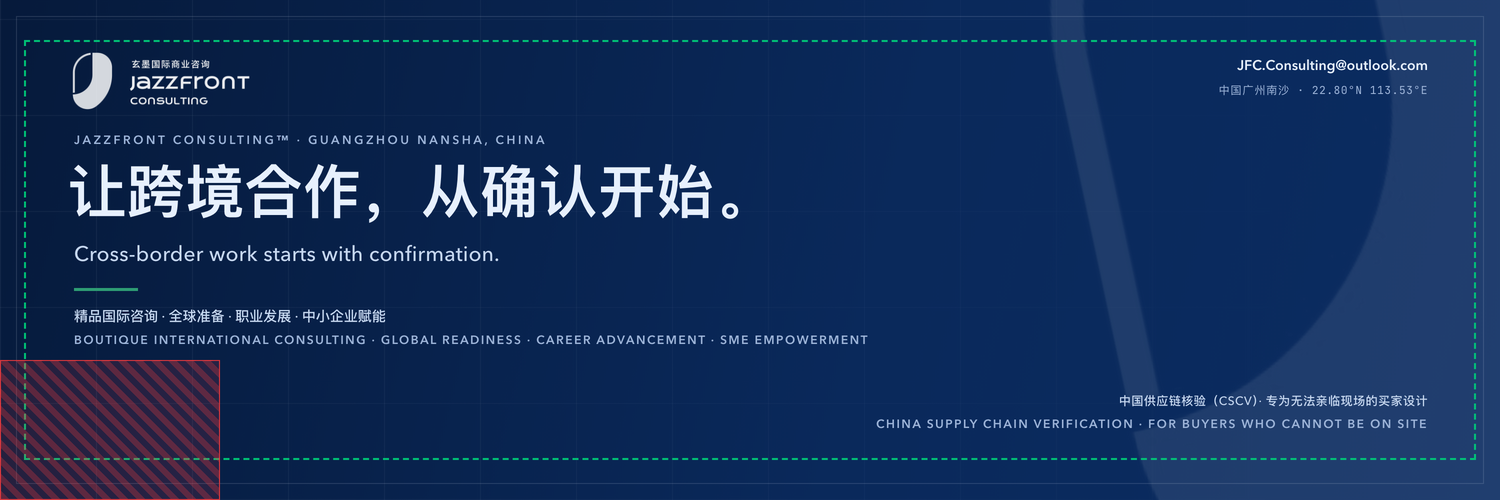 玄墨国际商业咨询
Jazzfront
CONSULTING
JFC.Consulting@outlook.com
中国广州南沙 · 22.80°N 113.53°E
JAZZFRONT CONSULTING™ · GUANGZHOU NANSHA, CHINA
让跨境合作，从确认开始。
Cross-border work starts with confirmation.
精品国际咨询 · 全球准备 · 职业发展 · 中小企业赋能
BOUTIQUE INTERNATIONAL CONSULTING · GLOBAL READINESS · CAREER ADVANCEMENT · SME EMPOWERMENT
中国供应链核验（CSCV）· 专为无法亲临现场的买家设计
CHINA SUPPLY CHAIN VERIFICATION · FOR BUYERS WHO CANNOT BE ON SITE